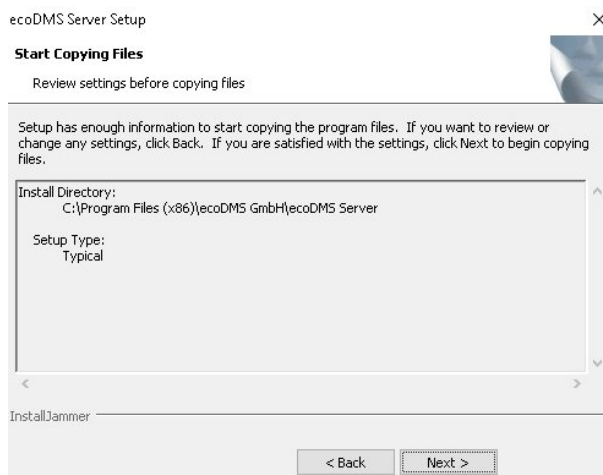 ecoDMS Server Setup
Start Copying Files
Review settings before copying files
Setup has enough information to start copying the program files.  If you want to review or
change any settings, click Back.  If you are satisfied with the settings, click Next to begin copying
files.
Install Directory:
C:\Program Files (x86)\ecoDMS GmbH\ecoDMS Server
Setup Type:
Typical
InstallJammer
< Back
Next >